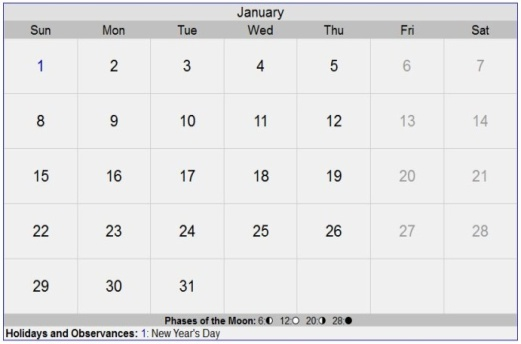 January
Sun Mon Tue Wed Thu Fri Sat
1 2 3 4 5 6 7
8 9 10 11 12 13 14
15 16 17 18 19 20 21
22 23 24 25 26 27 28
29 30 31
Phases of the Moon: 6:◐ 12:○ 20:◑ 28:●
Holidays and Observances: 1: New Year's Day